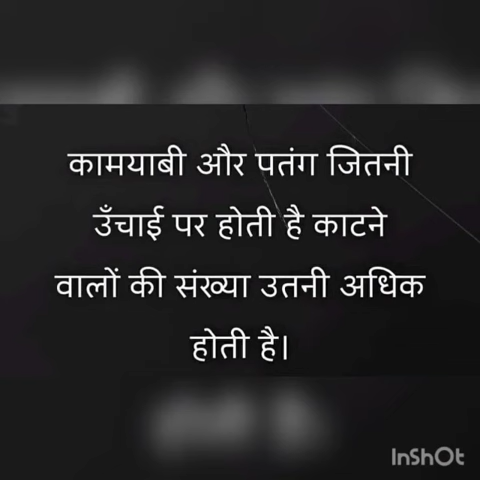 कामयाबी और पतंग जितनी
उँचाई पर होती है काटने
वालों की संख्या उतनी अधिक
होती है।
InShOt